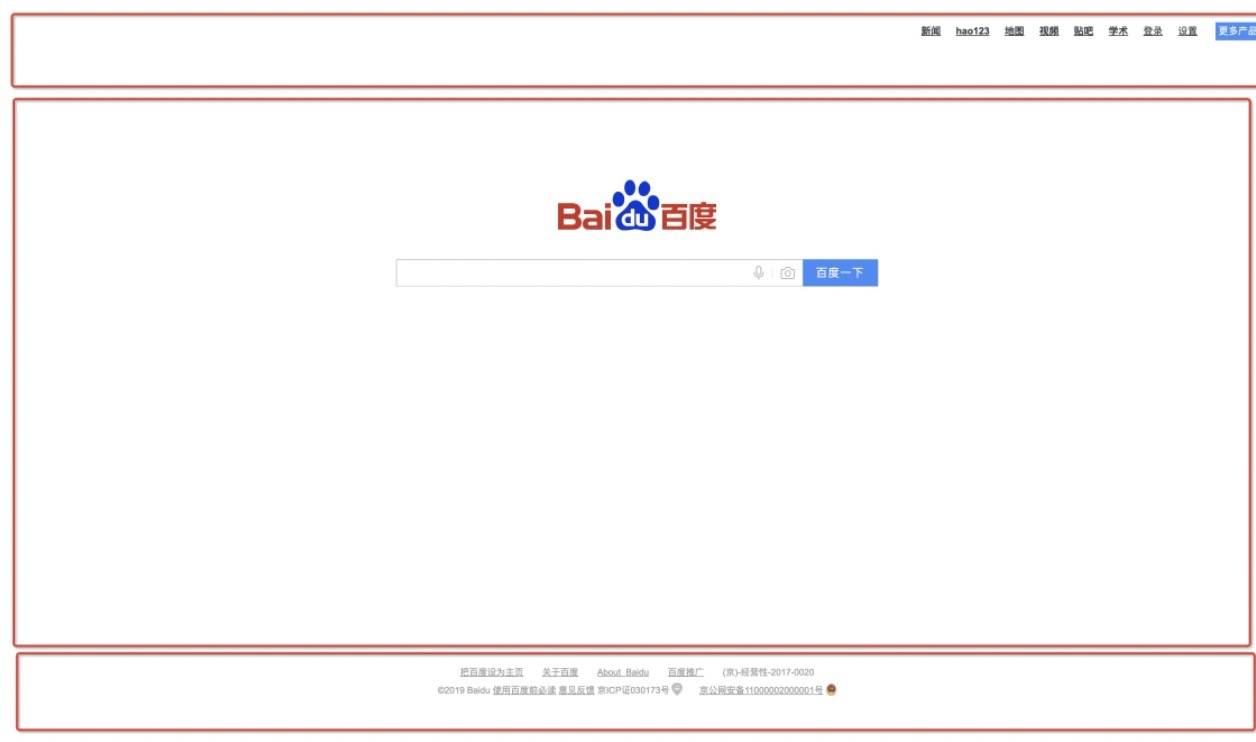 新闻 hao123 地图 视频 贴吧 学术 登录 设置 更多产品
Bai du 百度
百度一下
把百度设为主页 关于百度 About Baidu 百度推广 (京)-经营性-2017-0020
©2019 Baidu 使用百度前必读 意见反馈 京ICP证030173号 京公网安备11000002000001号